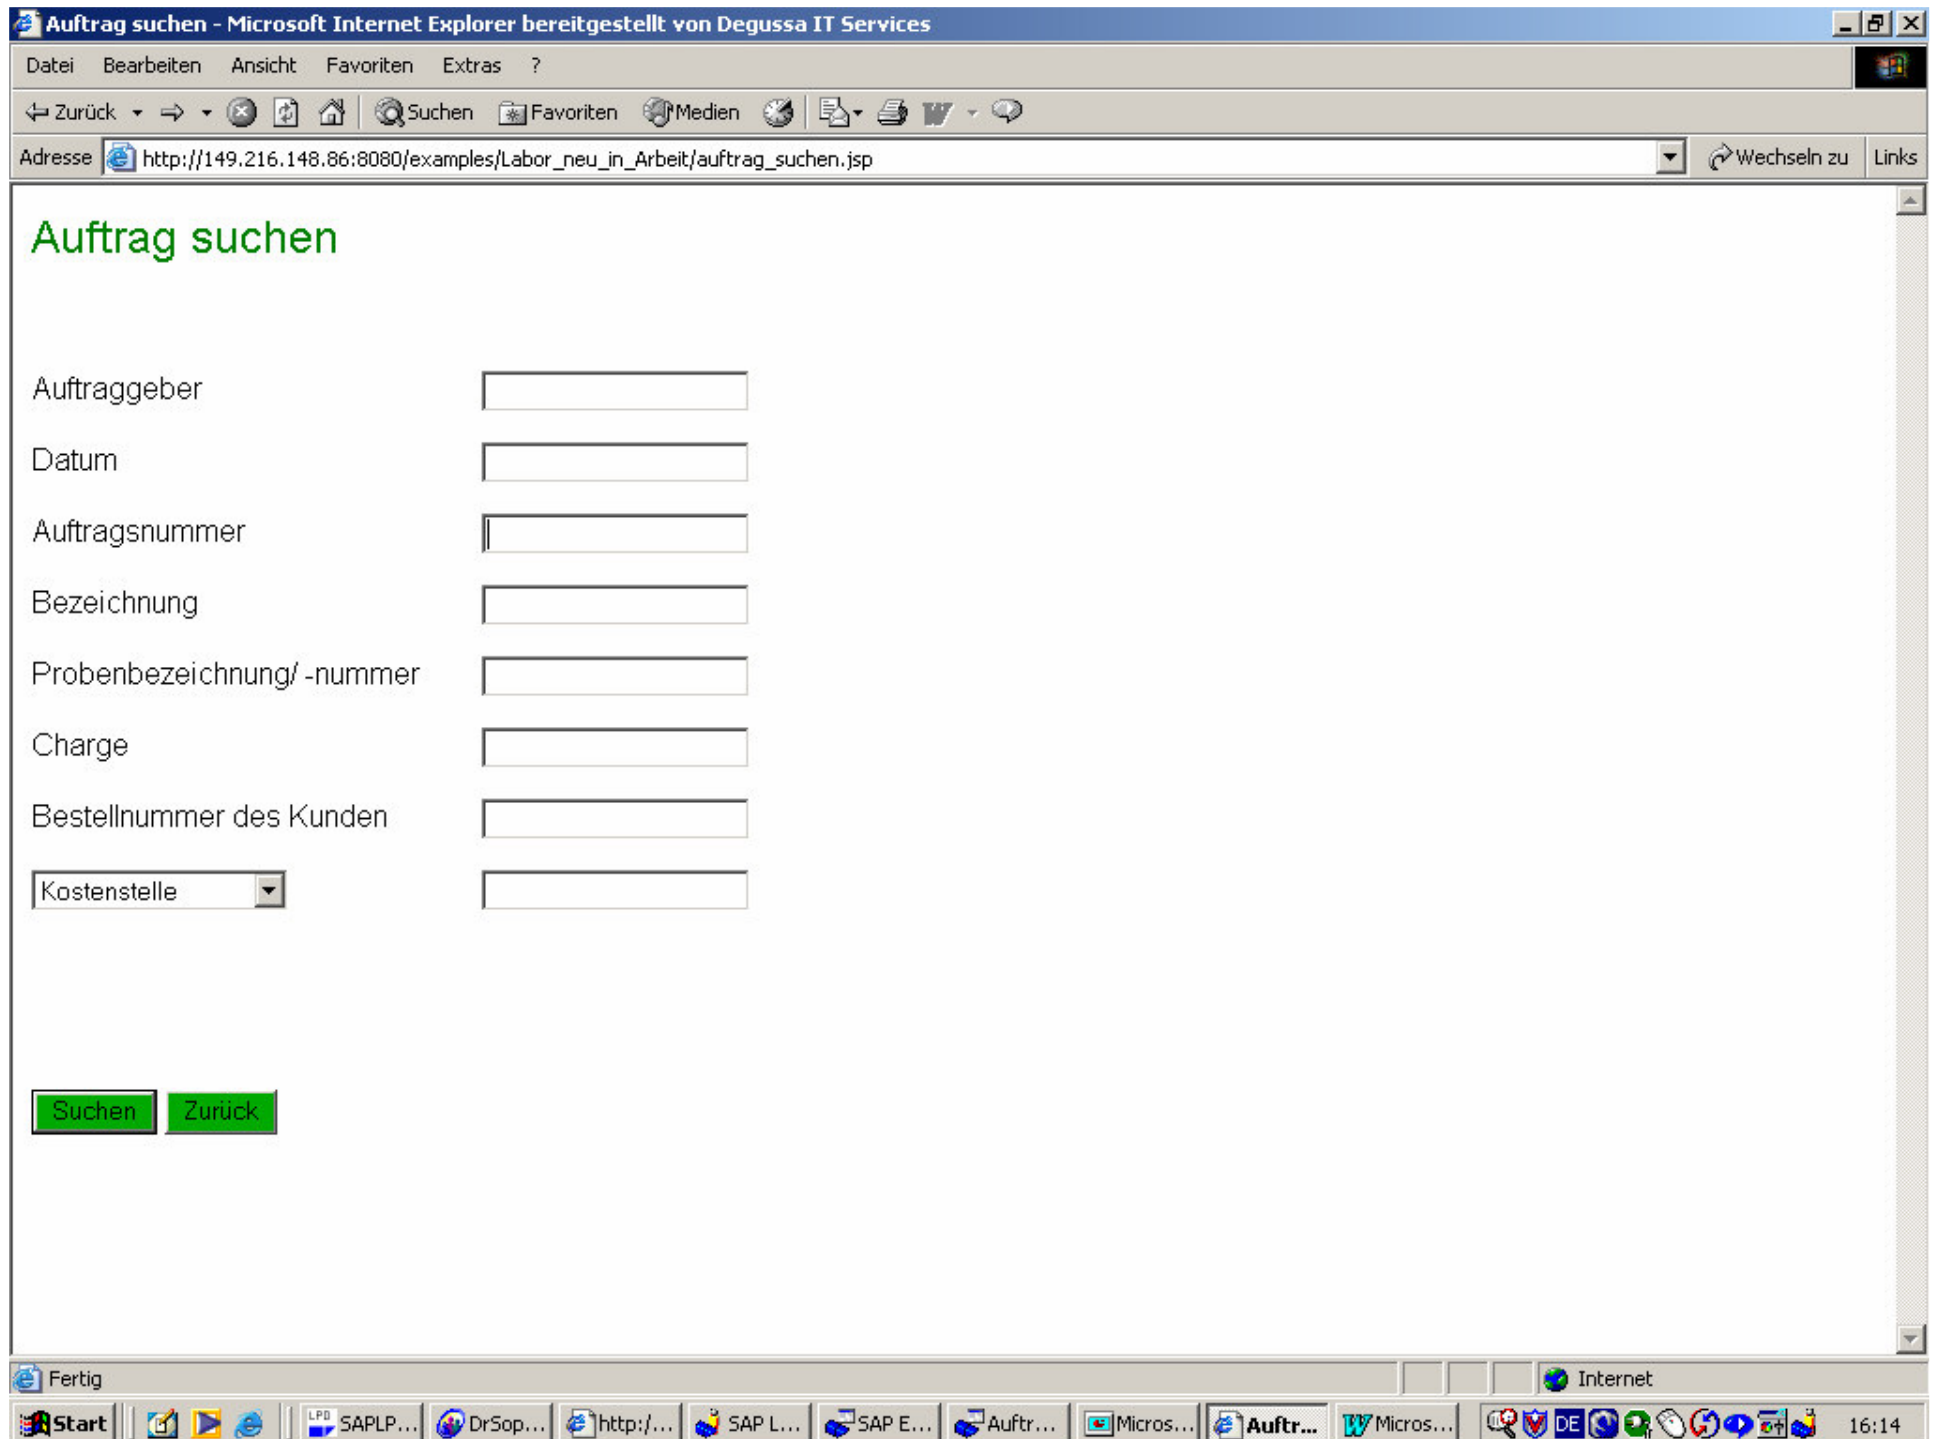 Auftrag suchen - Microsoft Internet Explorer bereitgestellt von Degussa IT Services
Datei Bearbeiten Ansicht Favoriten Extras ?
Zurück Suchen Favoriten Medien
Adresse http://149.216.148.86:8080/examples/Labor_neu_in_Arbeit/auftrag_suchen.jsp Wechseln zu Links
Auftrag suchen
Auftraggeber
Datum
Auftragsnummer
Bezeichnung
Probenbezeichnung/ -nummer
Charge
Bestellnummer des Kunden
Kostenstelle
Suchen Zurück
Fertig Internet
Start LPD SAPLP... DrSop... http:/... SAP L... SAP E... Auftr... Micros... Auftr... Micros... DE 16:14